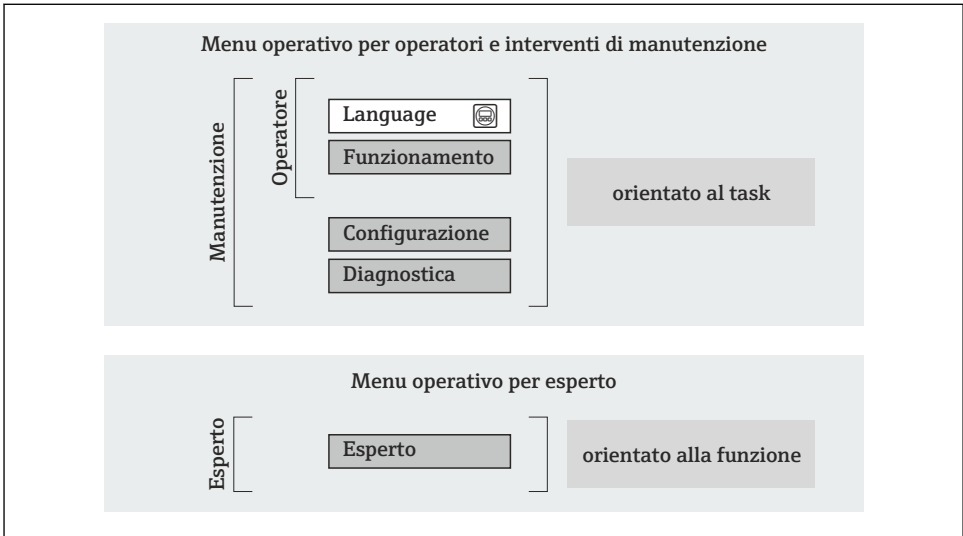 Menu operativo per operatori e interventi di manutenzione
Manutenzione
Operatore
Language
Funzionamento
Configurazione
Diagnostica
orientato al task
Menu operativo per esperto
Esperto
Esperto
orientato alla funzione